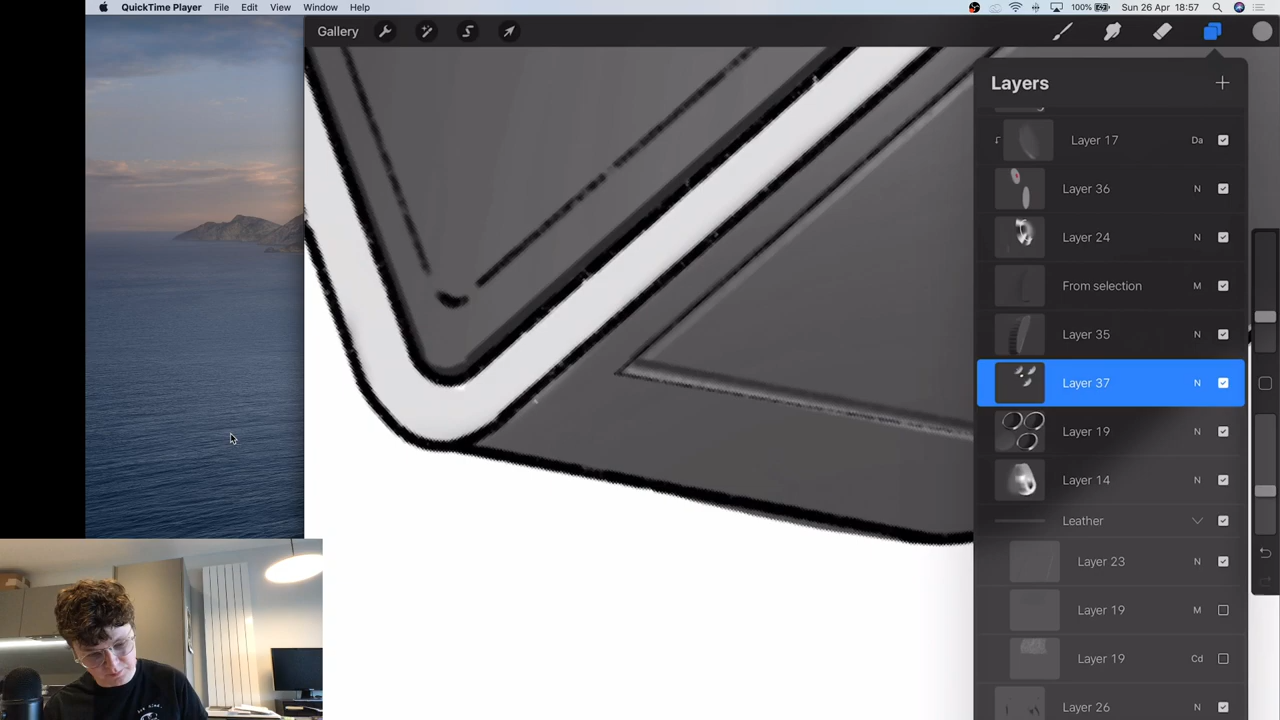 QuickTime Player File Edit View Window Help 100% Sun 26 Apr 18:57
Gallery
Layers
Layer 17 Da
Layer 36 N
Layer 24 N
From selection M
Layer 35 N
Layer 37 N
Layer 19 N
Layer 14 N
Leather
Layer 23 N
Layer 19 M
Layer 19 Cd
Layer 26 N